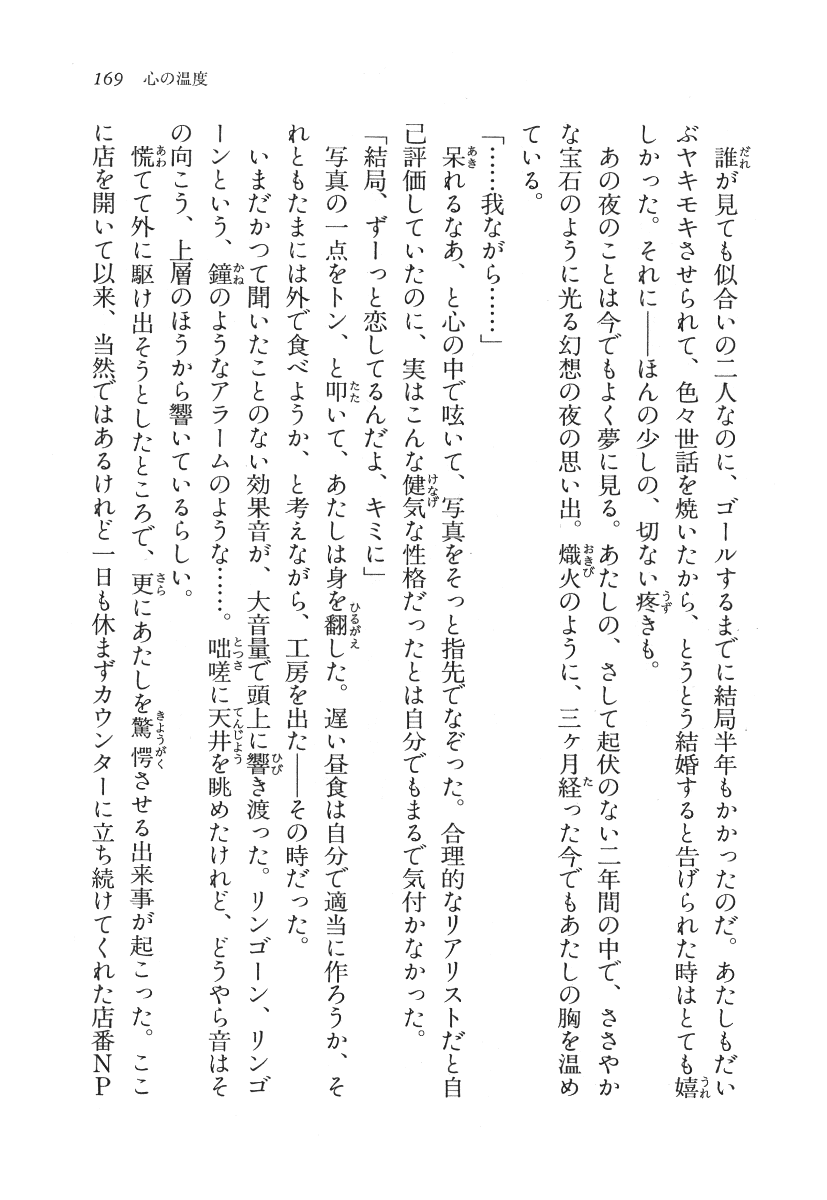 169 心の温度
誰が見ても似合いの二人なのに、ゴールするまでに結局半年もかかったのだ。あたしもだい
ぶヤキモキさせられて、色々世話を焼いたから、とうとう結婚すると告げられた時はとても嬉
しかった。それに――ほんの少しの、切ない疼きも。
あの夜のことは今でもよく夢に見る。あたしの、さして起伏のない二年間の中で、ささやか
な宝石のように光る幻想の夜の思い出。熾火のように、三ヶ月経った今でもあたしの胸を温め
ている。
「……我ながら……」
呆れるなあ、と心の中で呟いて、写真をそっと指先でなぞった。合理的なリアリストだと自
己評価していたのに、実はこんな健気な性格だったとは自分でもまるで気付かなかった。
「結局、ずーっと恋してるんだよ、キミに」
写真の一点をトン、と叩いて、あたしは身を翻した。遅い昼食は自分で適当に作ろうか、そ
れともたまには外で食べようか、と考えながら、工房を出た――その時だった。
いまだかつて聞いたことのない効果音が、大音量で頭上に響き渡った。リンゴーン、リンゴ
ーンという、鐘のようなアラームのような……。咄嗟に天井を眺めたけれど、どうやら音はそ
の向こう、上層のほうから響いているらしい。
慌てて外に駆け出そうとしたところで、更にあたしを驚愕させる出来事が起こった。ここ
に店を開いて以来、当然ではあるけれど一日も休まずカウンターに立ち続けてくれた店番ＮＰ